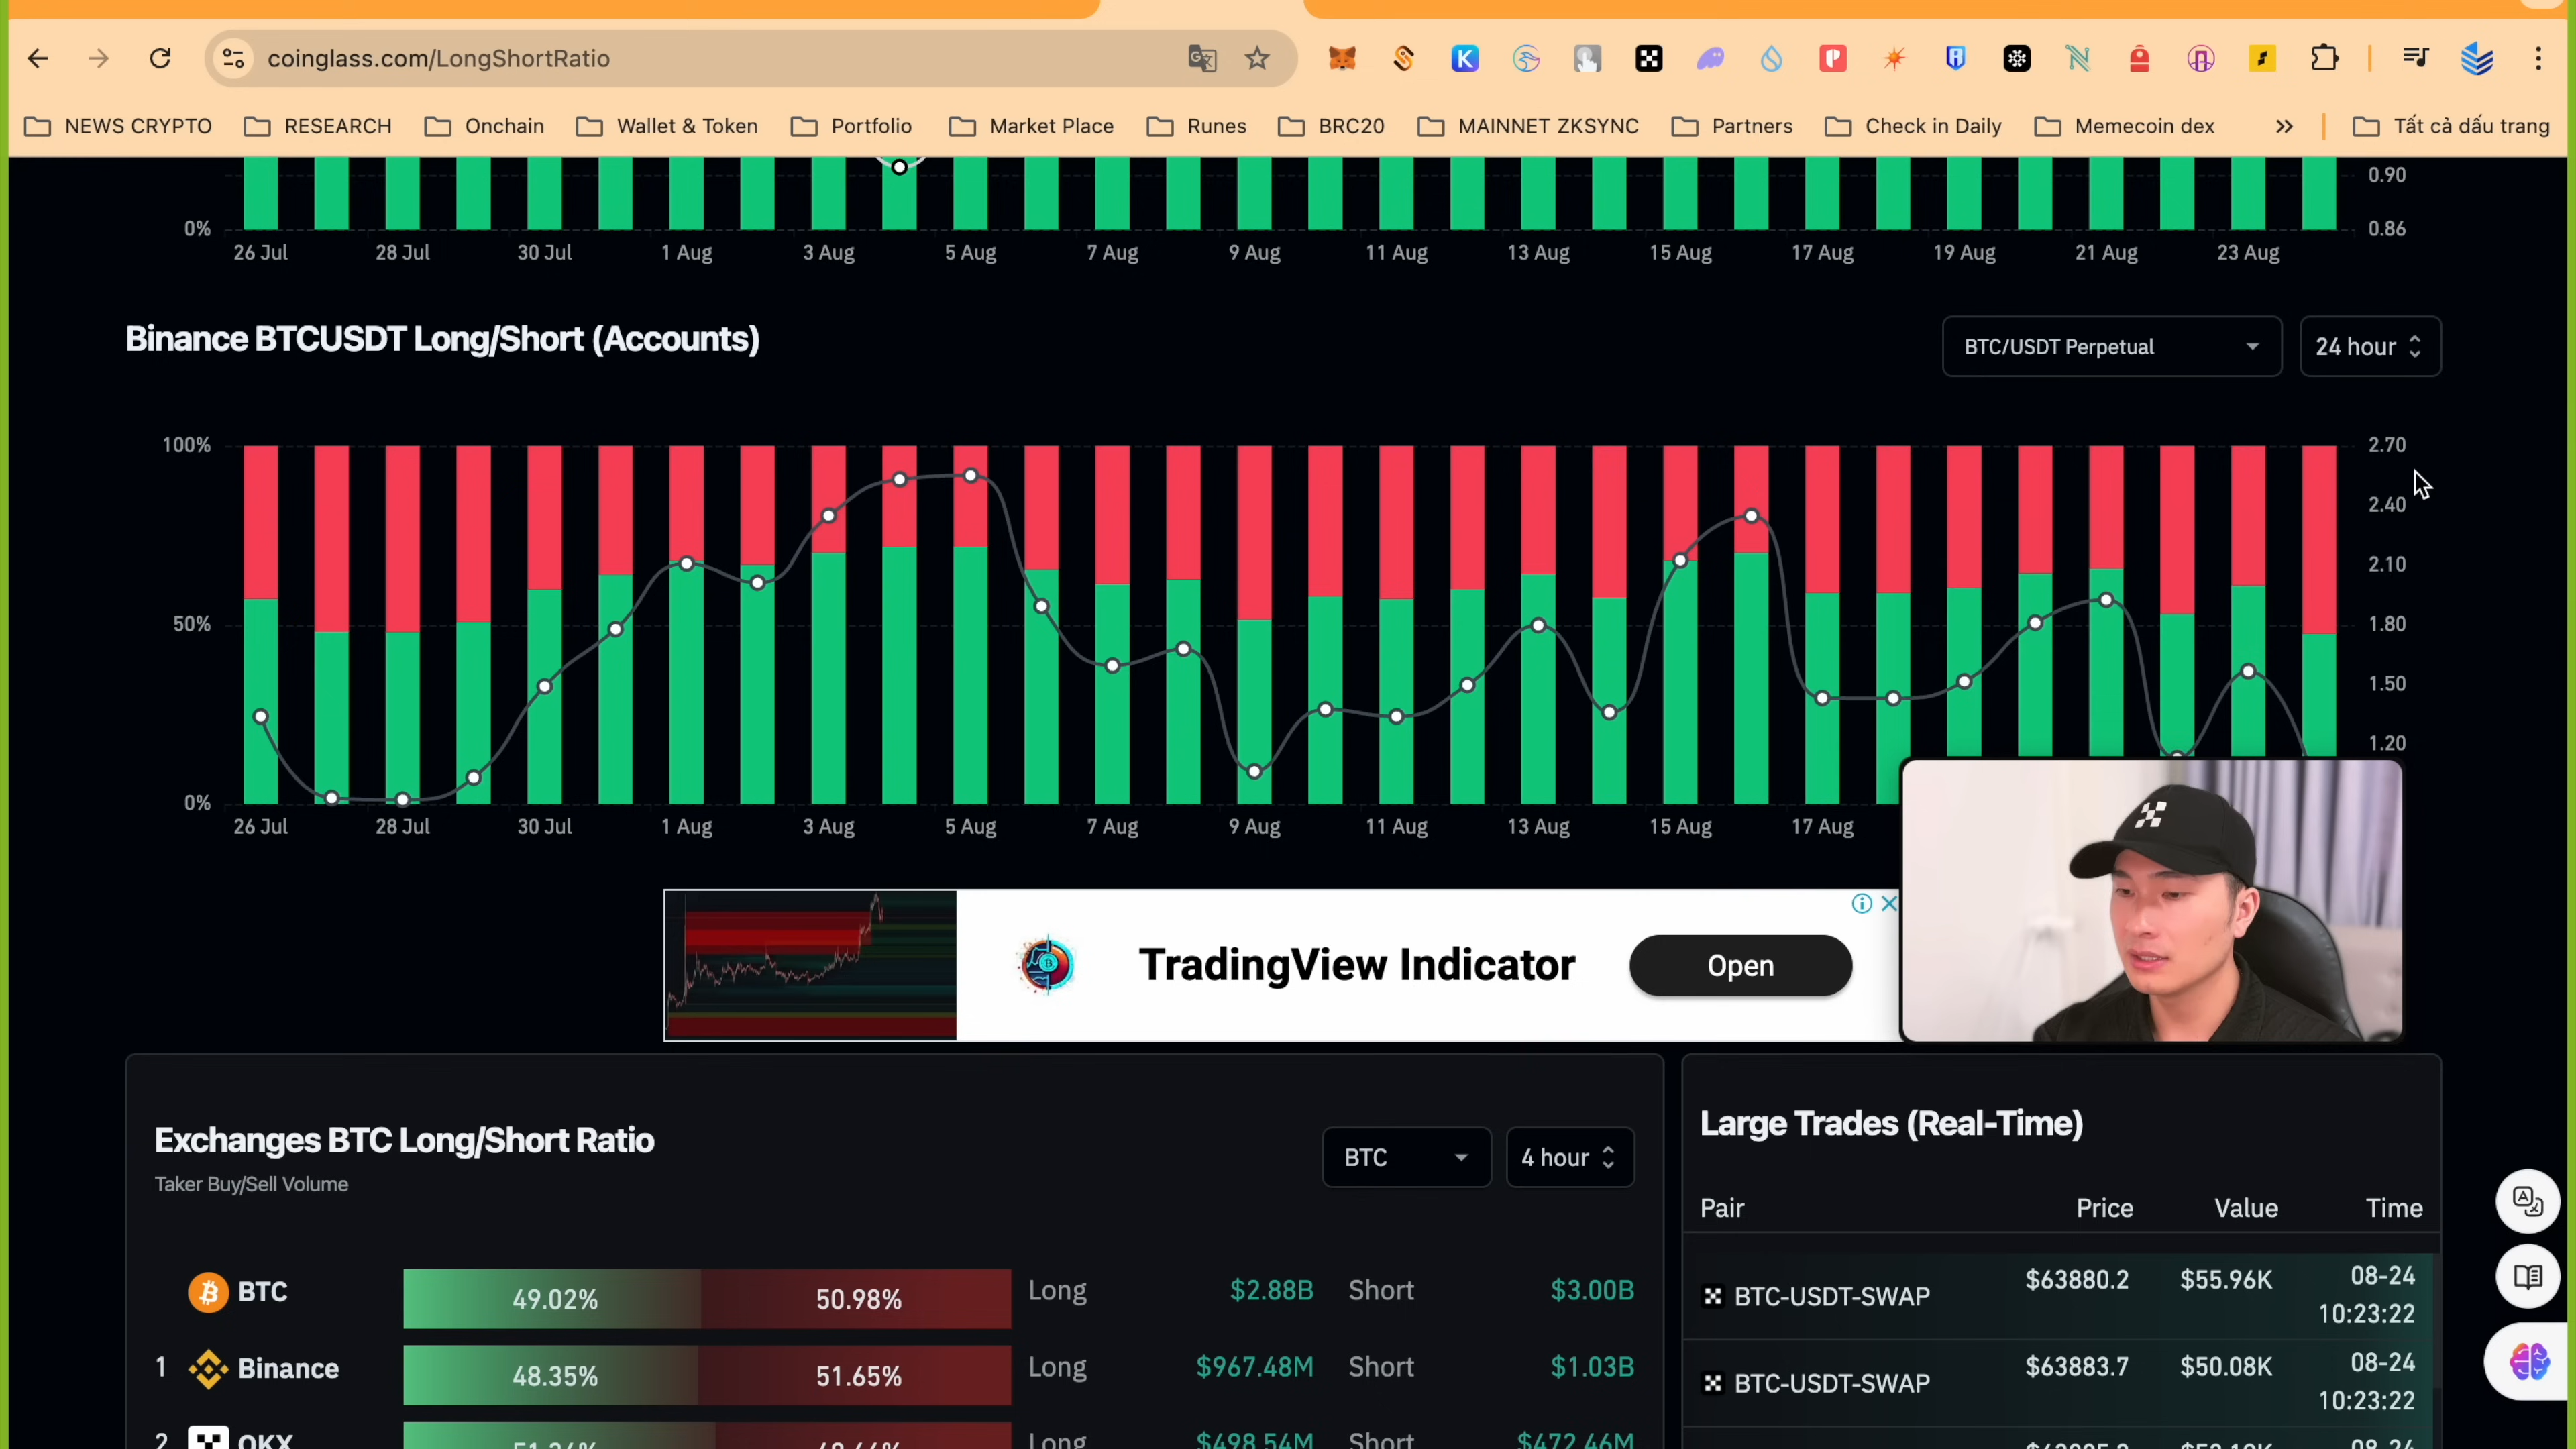 coinglass.com/LongShortRatio
NEWS CRYPTO RESEARCH Onchain Wallet & Token Portfolio Market Place Runes BRC20 MAINNET ZKSYNC Partners Check in Daily Memecoin dex Tất cả dấu trang
0.90
0% 0.86
26 Jul 28 Jul 30 Jul 1 Aug 3 Aug 5 Aug 7 Aug 9 Aug 11 Aug 13 Aug 15 Aug 17 Aug 19 Aug 21 Aug 23 Aug
Binance BTCUSDT Long/Short (Accounts) BTC/USDT Perpetual 24 hour
100% 2.70
2.40
2.10
50% 1.80
1.50
1.20
0%
26 Jul 28 Jul 30 Jul 1 Aug 3 Aug 5 Aug 7 Aug 9 Aug 11 Aug 13 Aug 15 Aug 17 Aug
TradingView Indicator Open
Exchanges BTC Long/Short Ratio BTC 4 hour
Taker Buy/Sell Volume
BTC 49.02% 50.98% Long $2.88B Short $3.00B
1 Binance 48.35% 51.65% Long $967.48M Short $1.03B
2 OKX Long $498.54M Short $472.46M
Large Trades (Real-Time)
Pair Price Value Time
BTC-USDT-SWAP $63880.2 $55.96K 08-24
10:23:22
BTC-USDT-SWAP $63883.7 $50.08K 08-24
10:23:22
08-24